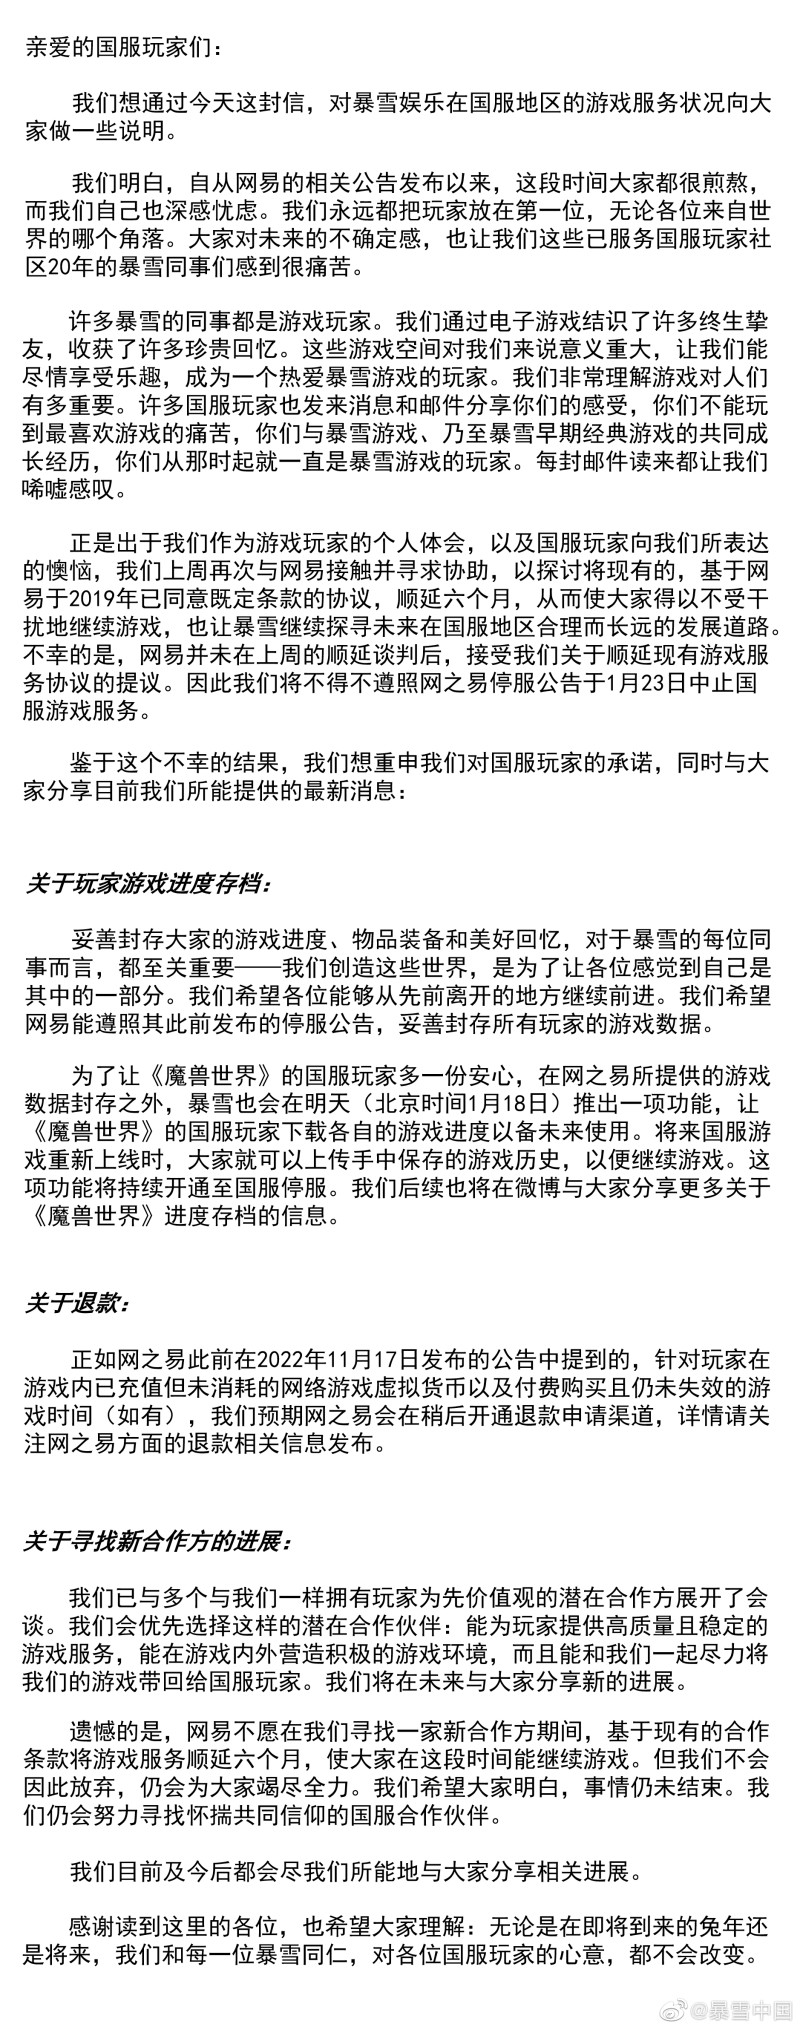 亲爱的国服玩家们：
我们想通过今天这封信，对暴雪娱乐在国服地区的游戏服务状况向大
家做一些说明。
我们明白，自从网易的相关公告发布以来，这段时间大家都很煎熬，
而我们自己也深感忧虑。我们永远都把玩家放在第一位，无论各位来自世
界的哪个角落。大家对未来的不确定感，也让我们这些已服务国服玩家社
区20年的暴雪同事们感到很痛苦。
许多暴雪的同事都是游戏玩家。我们通过电子游戏结识了许多终生挚
友，收获了许多珍贵回忆。这些游戏空间对我们来说意义重大，让我们能
尽情享受乐趣，成为一个热爱暴雪游戏的玩家。我们非常理解游戏对人们
有多重要。许多国服玩家也发来消息和邮件分享你们的感受，你们不能玩
到最喜欢游戏的痛苦，你们与暴雪游戏、乃至暴雪早期经典游戏的共同成
长经历，你们从那时起就一直是暴雪游戏的玩家。每封邮件读来都让我们
唏嘘感叹。
正是出于我们作为游戏玩家的个人体会，以及国服玩家向我们所表达
的懊恼，我们上周再次与网易接触并寻求协助，以探讨将现有的，基于网
易于2019年已同意既定条款的协议，顺延六个月，从而使大家得以不受干
扰地继续游戏，也让暴雪继续探寻未来在国服地区合理而长远的发展道路。
不幸的是，网易并未在上周的顺延谈判后，接受我们关于顺延现有游戏服
务协议的提议。因此我们将不得不遵照网之易停服公告于1月23日中止国
服游戏服务。
鉴于这个不幸的结果，我们想重申我们对国服玩家的承诺，同时与大
家分享目前我们所能提供的最新消息：
关于玩家游戏进度存档：
妥善封存大家的游戏进度、物品装备和美好回忆，对于暴雪的每位同
事而言，都至关重要——我们创造这些世界，是为了让各位感觉到自己是
其中的一部分。我们希望各位能够从先前离开的地方继续前进。我们希望
网易能遵照其此前发布的停服公告，妥善封存所有玩家的游戏数据。
为了让《魔兽世界》的国服玩家多一份安心，在网之易所提供的游戏
数据封存之外，暴雪也会在明天（北京时间1月18日）推出一项功能，让
《魔兽世界》的国服玩家下载各自的游戏进度以备未来使用。将来国服游
戏重新上线时，大家就可以上传手中保存的游戏历史，以便继续游戏。这
项功能将持续开通至国服停服。我们后续也将在微博与大家分享更多关于
《魔兽世界》进度存档的信息。
关于退款：
正如网之易此前在2022年11月17日发布的公告中提到的，针对玩家在
游戏内已充值但未消耗的网络游戏虚拟货币以及付费购买且仍未失效的游
戏时间（如有），我们预期网之易会在稍后开通退款申请渠道，详情请关
注网之易方面的退款相关信息发布。
关于寻找新合作方的进展：
我们已与多个与我们一样拥有玩家为先价值观的潜在合作方展开了会
谈。我们会优先选择这样的潜在合作伙伴：能为玩家提供高质量且稳定的
游戏服务，能在游戏内外营造积极的游戏环境，而且能和我们一起尽力将
我们的游戏带回给国服玩家。我们将在未来与大家分享新的进展。
遗憾的是，网易不愿在我们寻找一家新合作方期间，基于现有的合作
条款将游戏服务顺延六个月，使大家在这段时间能继续游戏。但我们不会
因此放弃，仍会为大家竭尽全力。我们希望大家明白，事情仍未结束。我
们仍会努力寻找怀揣共同信仰的国服合作伙伴。
我们目前及今后都会尽我们所能地与大家分享相关进展。
感谢读到这里的各位，也希望大家理解：无论是在即将到来的兔年还
是将来，我们和每一位暴雪同仁，对各位国服玩家的心意，都不会改变。
@暴雪中国